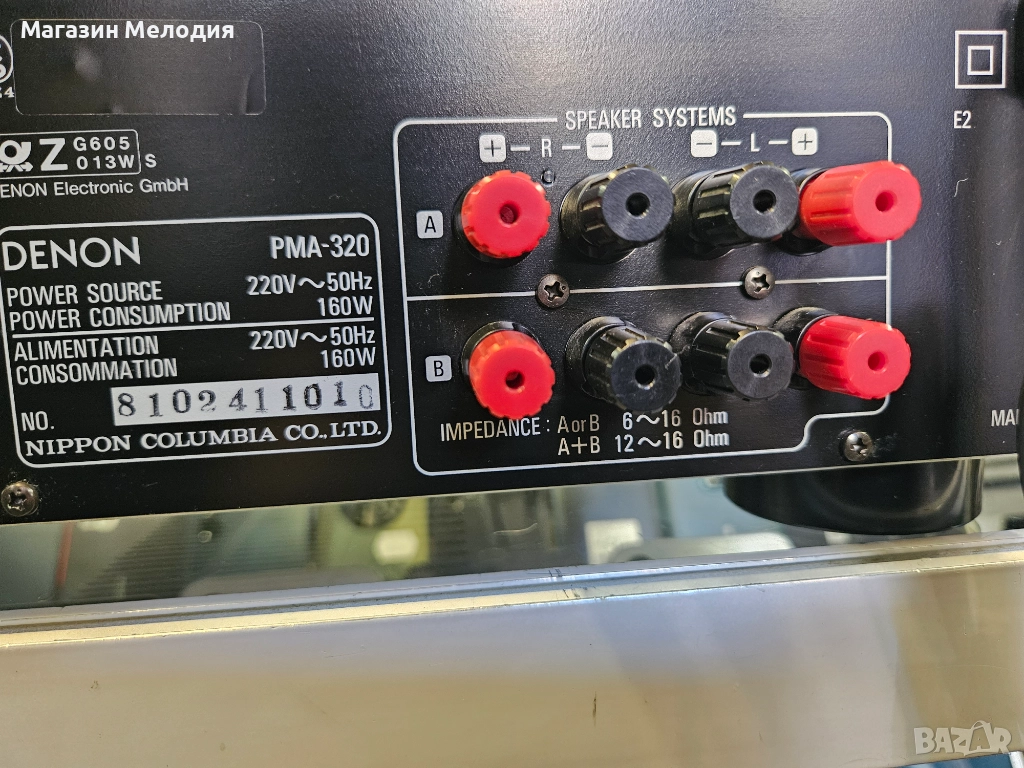 Магазин Мелодия
Z G605
013W S
DENON Electronic GmbH
DENON PMA-320
POWER SOURCE 220V～50Hz
POWER CONSUMPTION 160W
ALIMENTATION 220V～50Hz
CONSOMMATION 160W
NO. 8102411010
NIPPON COLUMBIA CO., LTD.
SPEAKER SYSTEMS
+ R − − L +
A
B
IMPEDANCE : A or B 6～16 Ohm
A+B 12～16 Ohm
E2
BAZAR